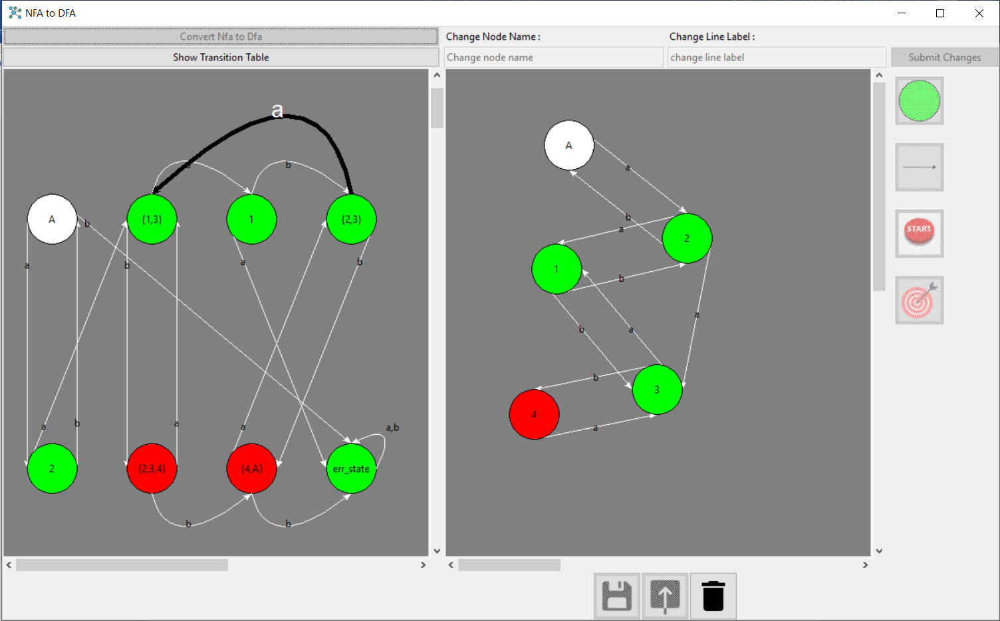 NFA to DFA
Convert Nfa to Dfa
Show Transition Table
Change Node Name :
Change Line Label :
Change node name
change line label
Submit Changes
a
a
b
A
{1,3}
1
{2,3}
b
a
b
a
b
a
b
a
a
a,b
2
{2,3,4}
{4,A}
err_state
b
b
A
a
b
a
2
1
b
a
b
a
3
b
4
a
START